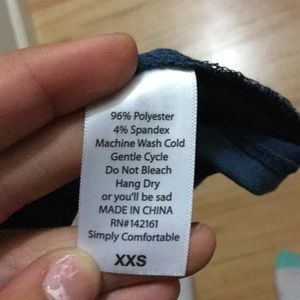 96% Polyester
4% Spandex
Machine Wash Cold
Gentle Cycle
Do Not Bleach
Hang Dry
or you'll be sad
MADE IN CHINA
RN#142161
Simply Comfortable
XXS